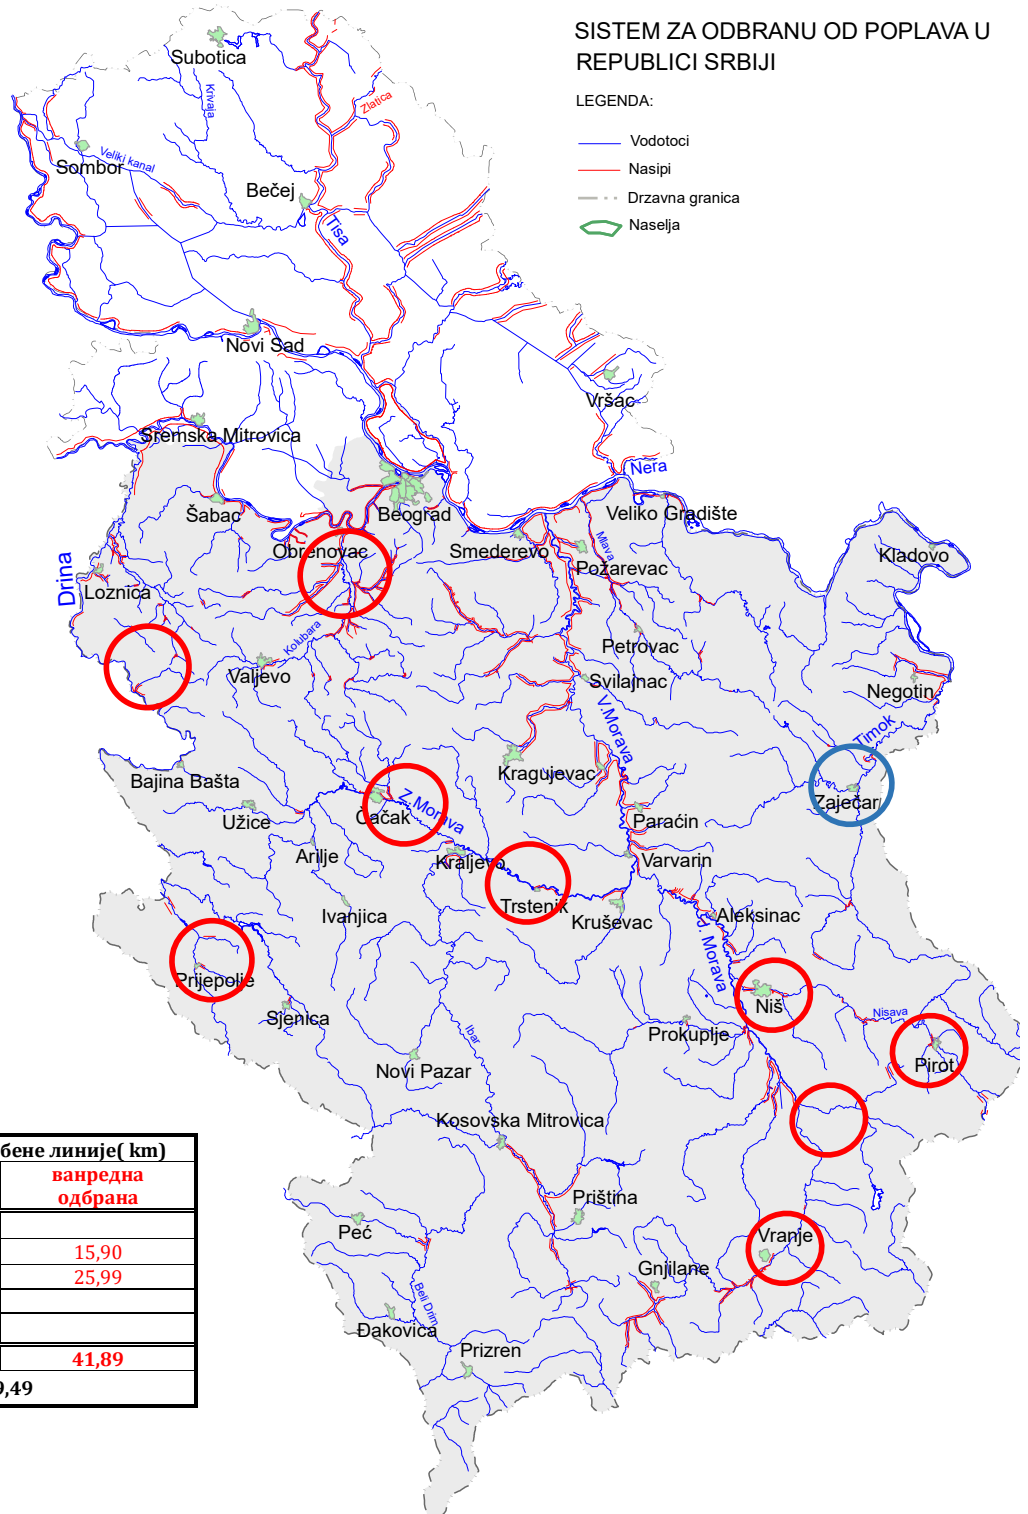 SISTEM ZA ODBRANU OD POPLAVA U
REPUBLICI SRBIJI
LEGENDA:
Vodotoci
Nasipi
Drzavna granica
Naselja
Subotica
Krivaja
Zlatica
Sombor
Veliki kanal
Bečej
Tisa
Novi Sad
Vršac
Sremska Mitrovica
Nera
Šabac
Beograd
Veliko Gradište
Obrenovac
Smederevo
Mlava
Požarevac
Kladovo
Drina
Loznica
Kolubara
Petrovac
Valjevo
Svilajnac
Negotin
V.Morava
Timok
Bajina Bašta
Kragujevac
Zaječar
Užice
Čačak
Z.Morava
Paraćin
Arilje
Kraljevo
Varvarin
Ivanjica
Trstenik
Kruševac
Aleksinac
J. Morava
Prijepolje
Sjenica
Niš
Nisava
Ibar
Prokuplje
Novi Pazar
Pirot
Kosovska Mitrovica
Priština
Peć
Vranje
Gnjilane
Beli Drim
Đakovica
Prizren
бене линије( km)
ванредна
одбрана
15,90
25,99
41,89
9,49